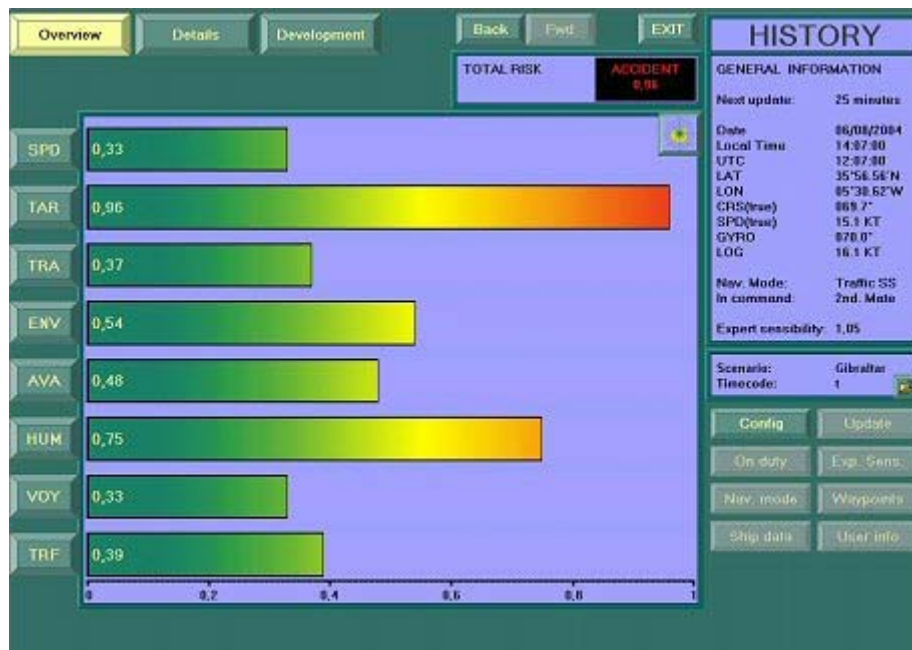 Overview Details Development Back Fwd EXIT
TOTAL RISK ACCIDENT
0,96
SPD 0,33
TAR 0,96
TRA 0,37
ENV 0,54
AVA 0,48
HUM 0,75
VOY 0,33
TRF 0,39
0 0,2 0,4 0,6 0,8 1
HISTORY
GENERAL INFORMATION
Next update: 25 minutes
Date 06/08/2004
Local Time 14:07:00
UTC 12:07:00
LAT 35°56.56'N
LON 05°30.62'W
CRS(true) 069.7°
SPD(true) 15.1 KT
GYRO 070.0°
LOG 16.1 KT
Nav. Mode: Traffic SS
In command: 2nd. Mate
Expert sensibility: 1,05
Scenario: Gibraltar
Timecode: 1
Config Update
On duty Exp. Sens.
Nav. mode Waypoints
Ship data User info